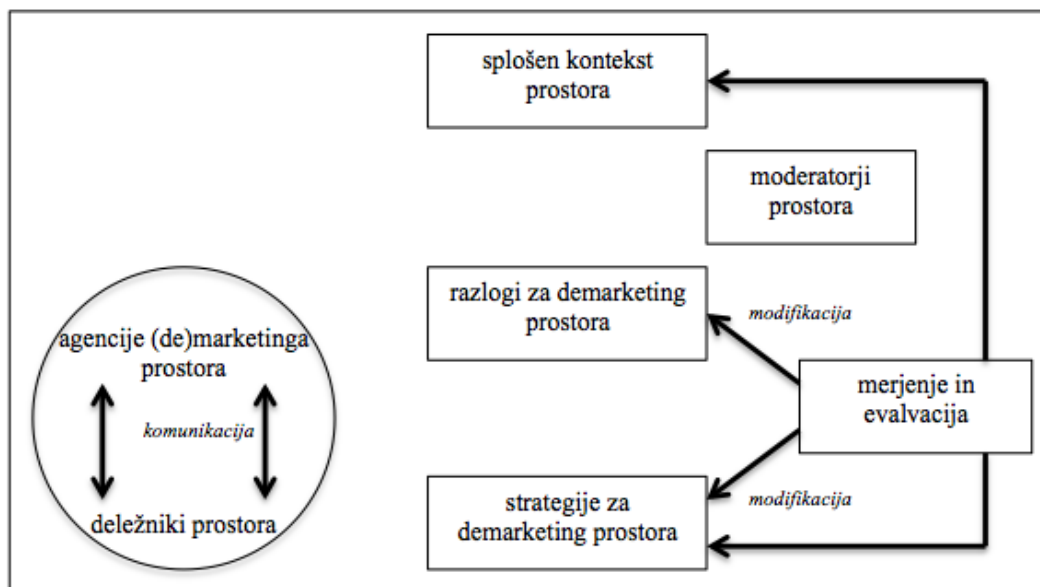 splošen kontekst
prostora
moderatorji
prostora
razlogi za demarketing
prostora
modifikacija
agencije (de)marketinga
prostora
merjenje in
evalvacija
komunikacija
strategije za
demarketing prostora
modifikacija
deležniki prostora